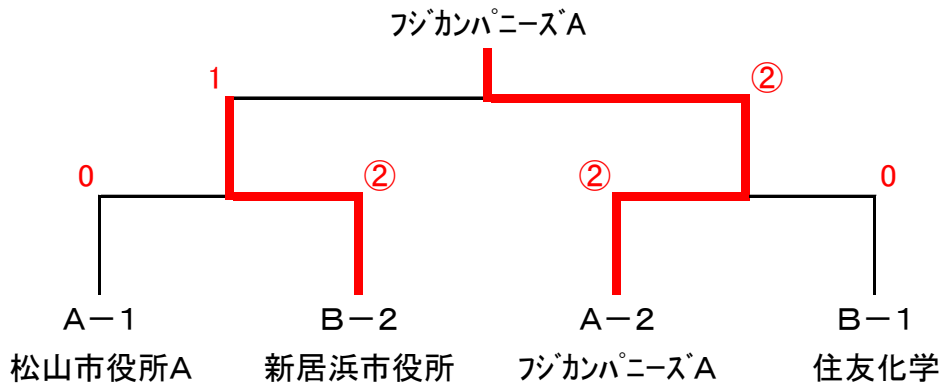 ﾌｼﾞｶﾝﾊﾟﾆｰｽﾞA
1 ②
0 ② ② 0
A－1 B－2 A－2 B－1
松山市役所A 新居浜市役所 ﾌｼﾞｶﾝﾊﾟﾆｰｽﾞA 住友化学